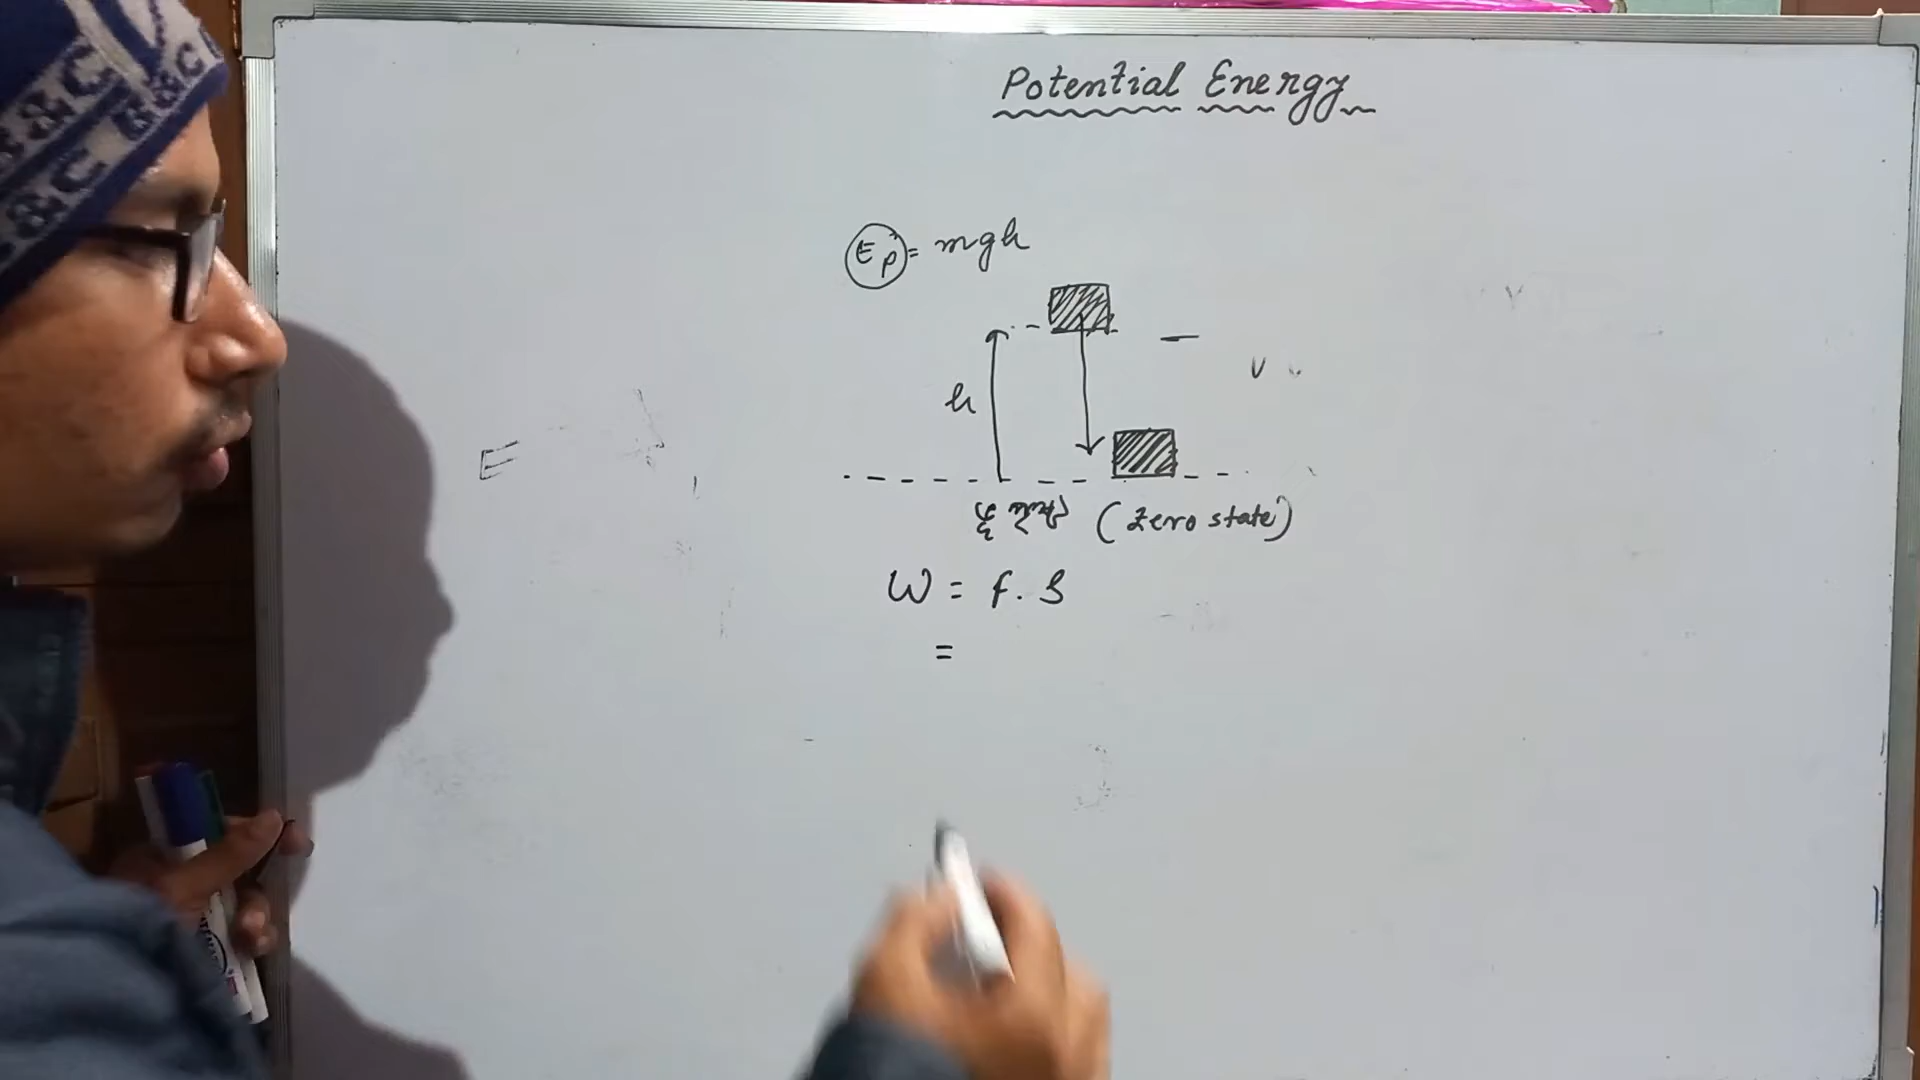 Potential Energy
Ep = mgh
h
(Zero state)
W = f. s
=
E